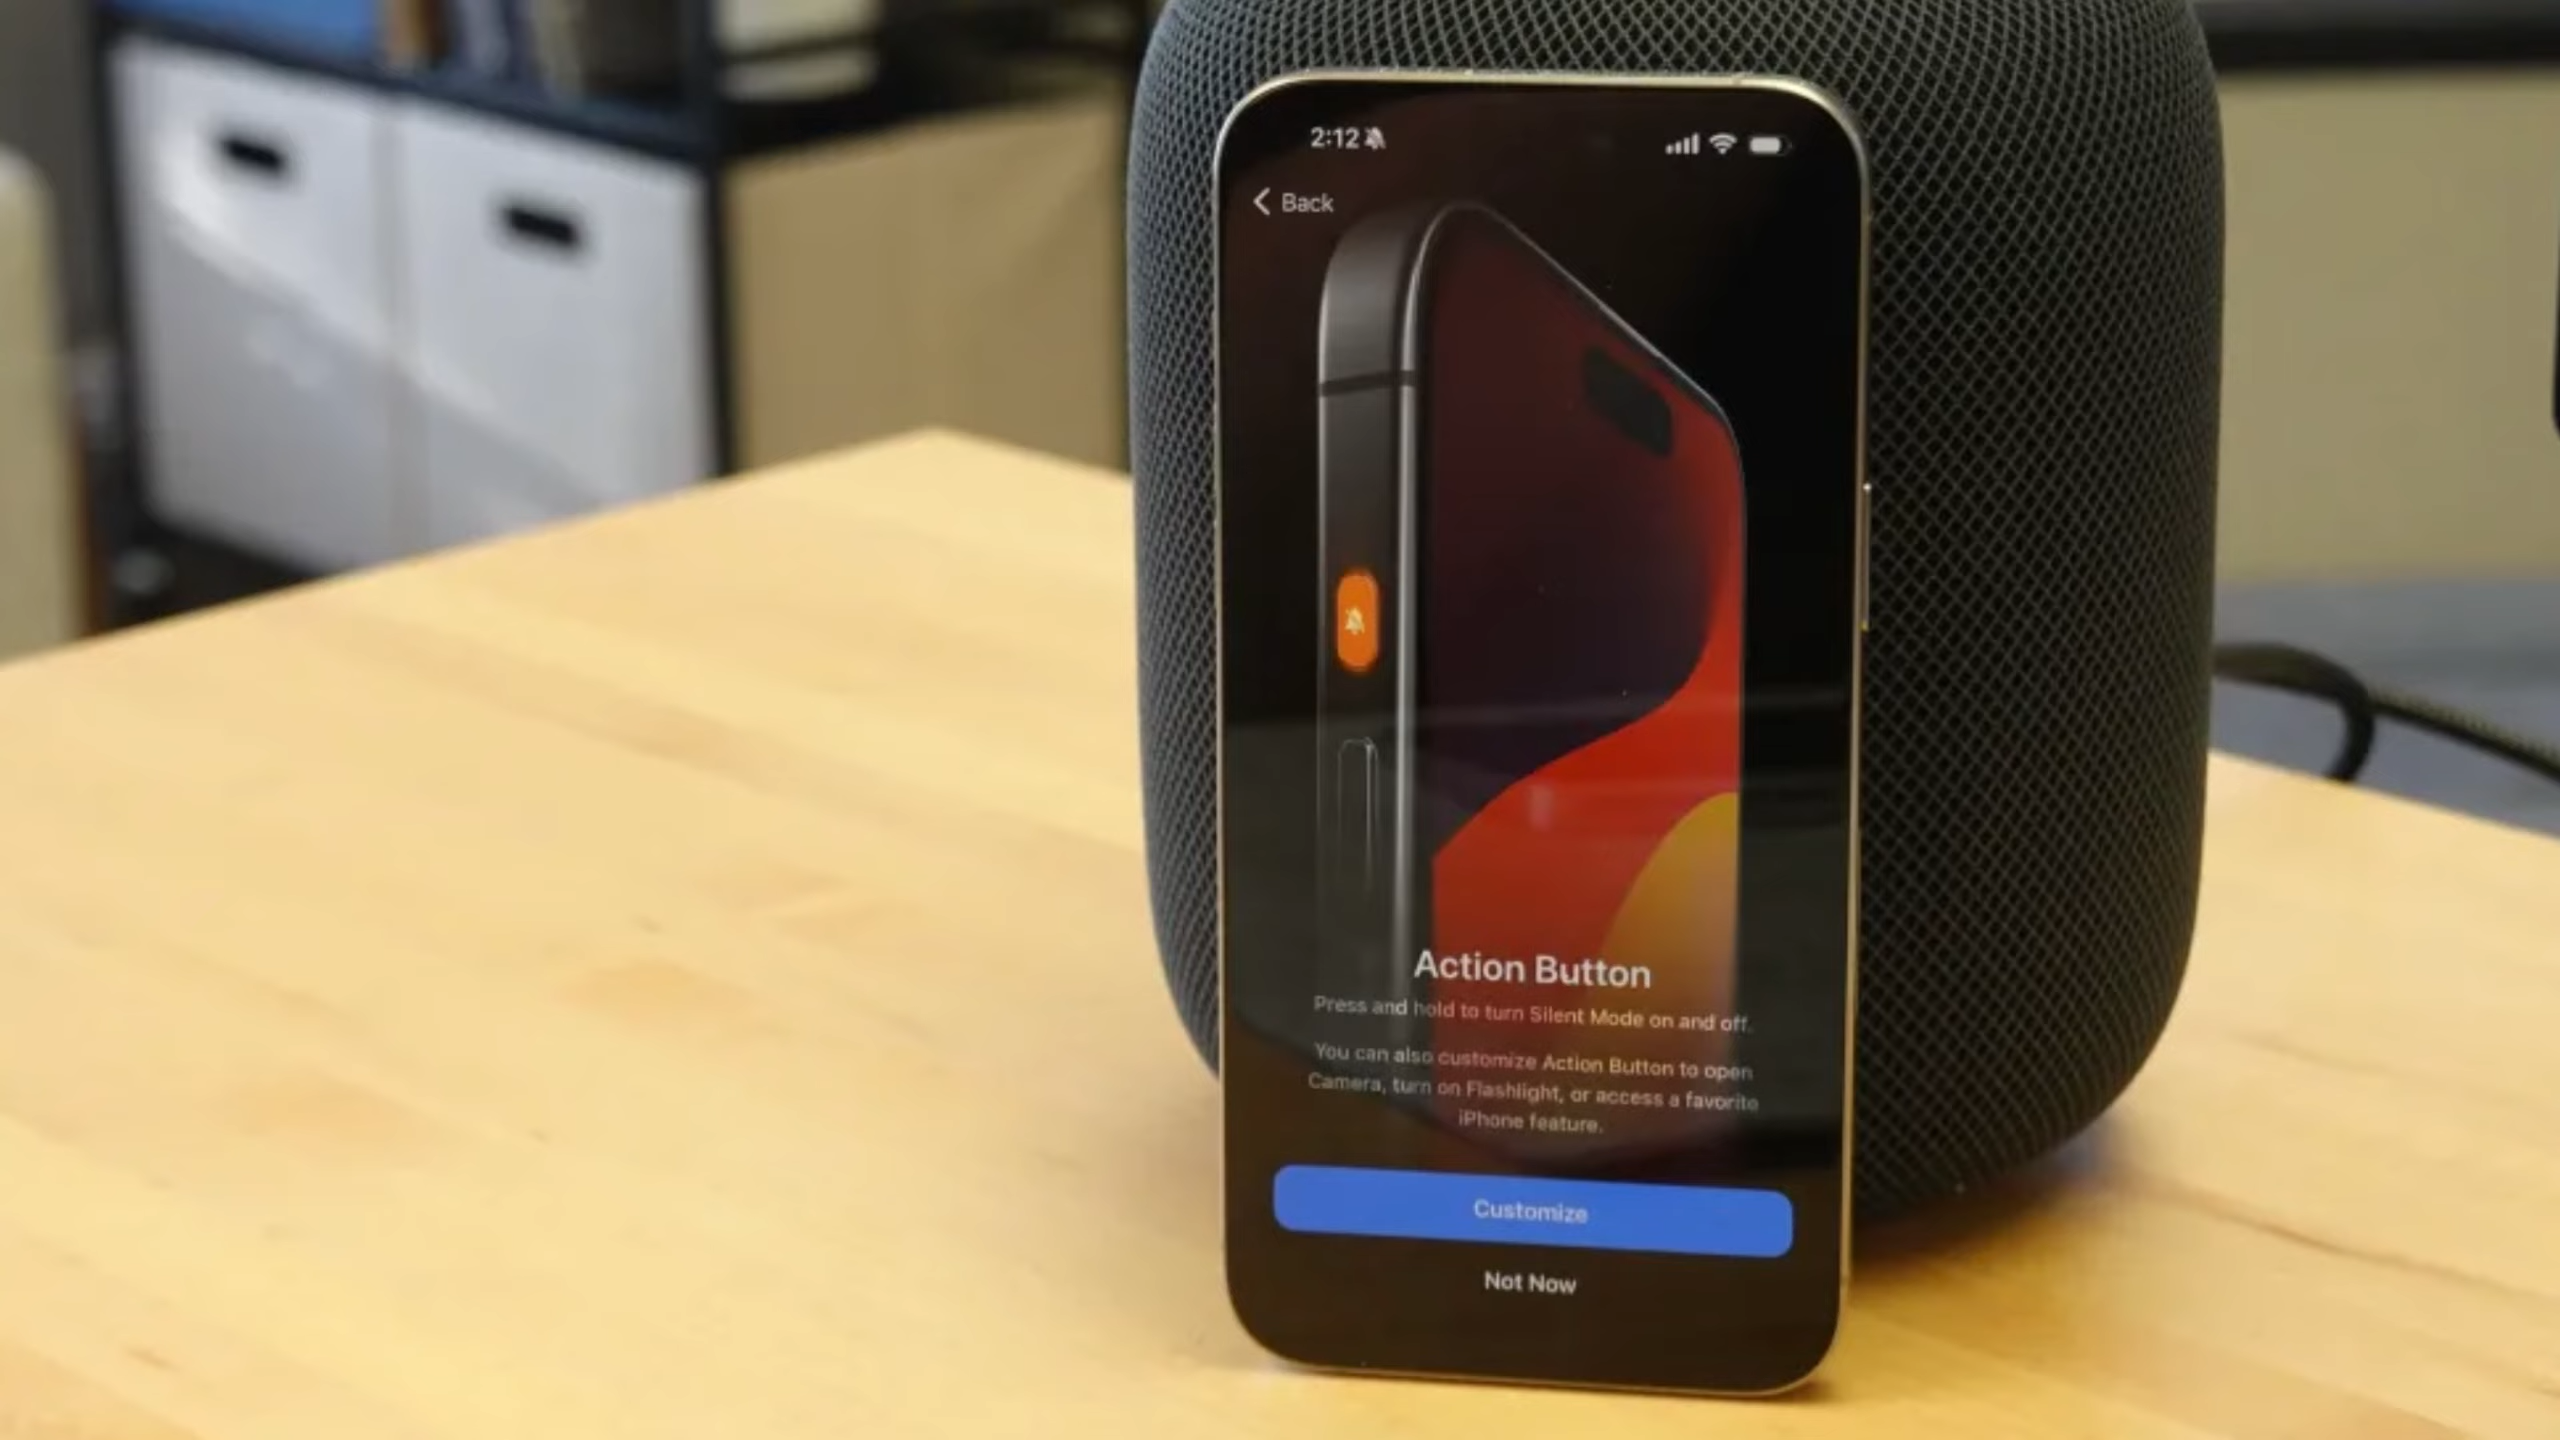 2:12
Back
Action Button
Press and hold to turn Silent Mode on and off.
You can also customize Action Button to open
Camera, turn on Flashlight, or access a favorite
iPhone feature.
Customize
Not Now